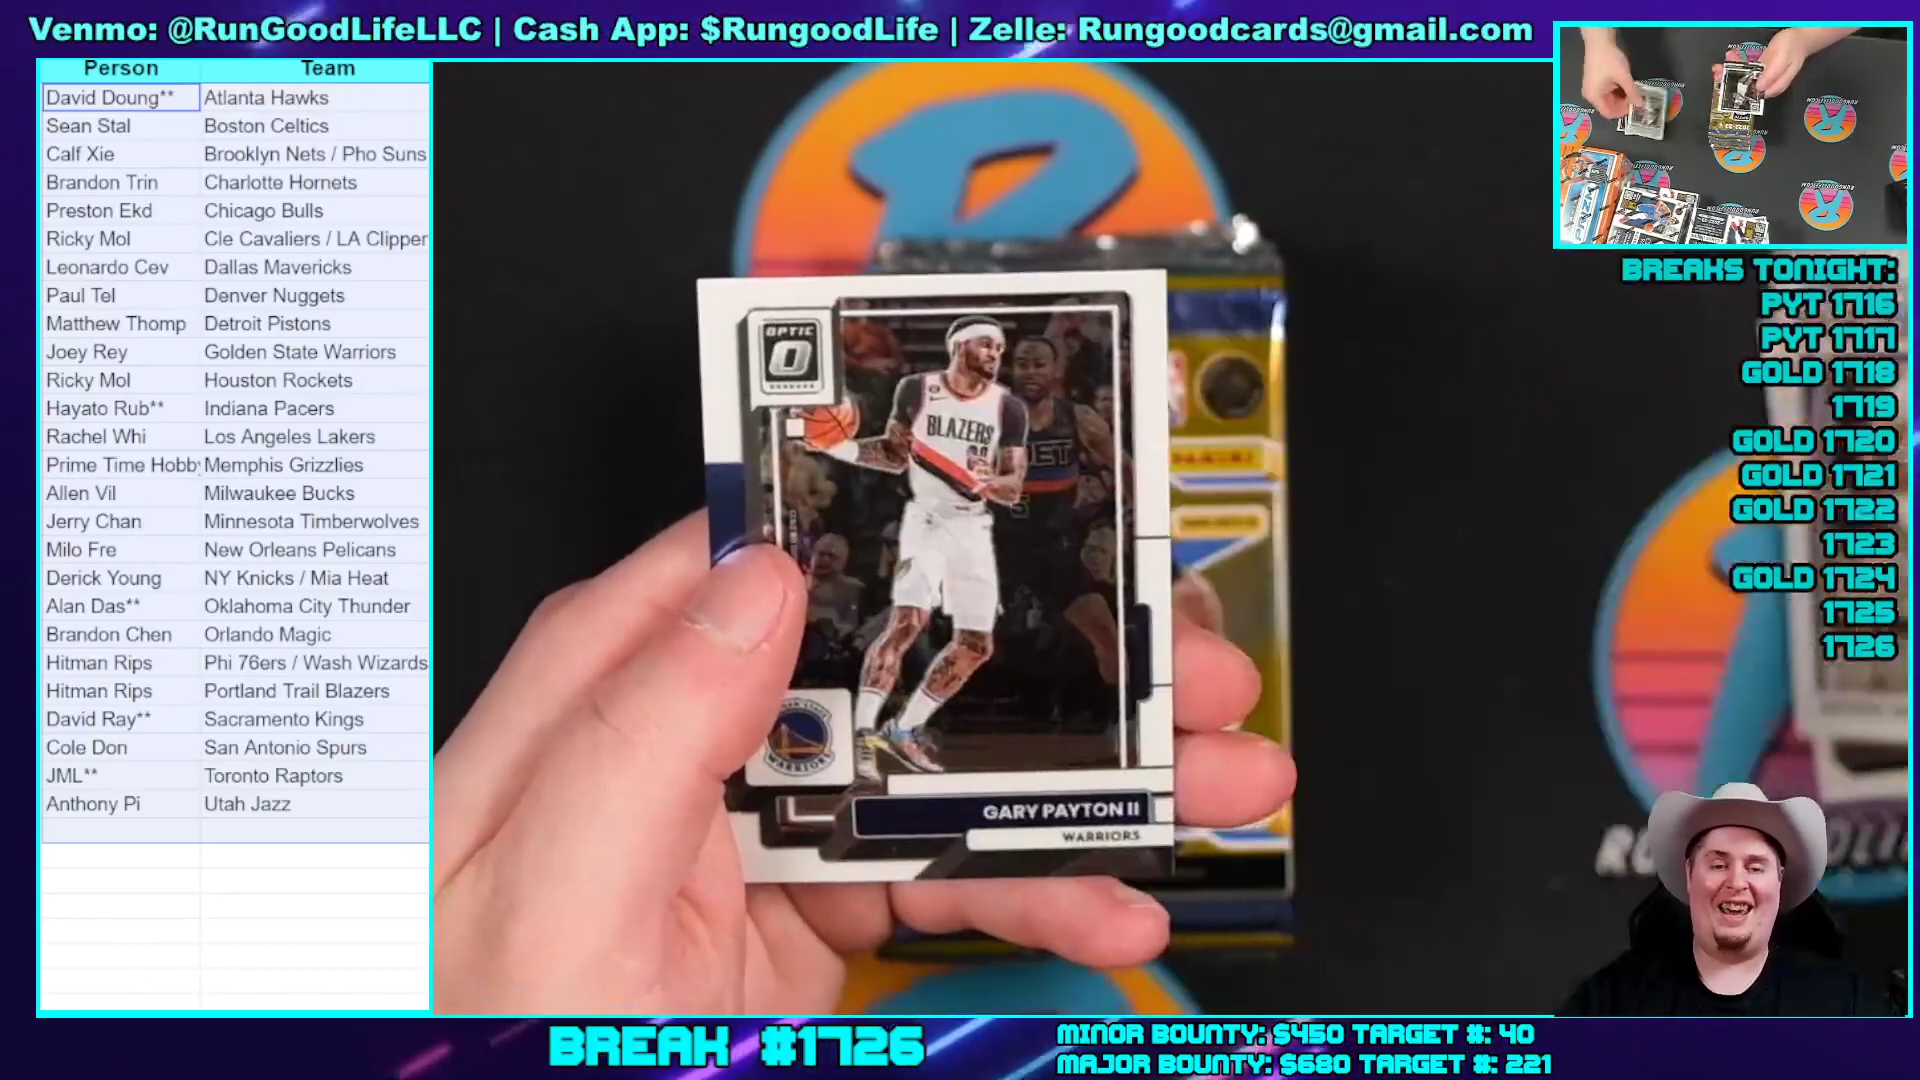 Venmo: @RunGoodLifeLLC | Cash App: $RungoodLife | Zelle: Rungoodcards@gmail.com
Person Team
David Doung** Atlanta Hawks
Sean Stal Boston Celtics
Calf Xie Brooklyn Nets / Pho Suns
Brandon Trin Charlotte Hornets
Preston Ekd Chicago Bulls
Ricky Mol Cle Cavaliers / LA Clipper
Leonardo Cev Dallas Mavericks
Paul Tel Denver Nuggets
Matthew Thomp Detroit Pistons
Joey Rey Golden State Warriors
Ricky Mol Houston Rockets
Hayato Rub** Indiana Pacers
Rachel Whi Los Angeles Lakers
Prime Time Hobby Memphis Grizzlies
Allen Vil Milwaukee Bucks
Jerry Chan Minnesota Timberwolves
Milo Fre New Orleans Pelicans
Derick Young NY Knicks / Mia Heat
Alan Das** Oklahoma City Thunder
Brandon Chen Orlando Magic
Hitman Rips Phi 76ers / Wash Wizards
Hitman Rips Portland Trail Blazers
David Ray** Sacramento Kings
Cole Don San Antonio Spurs
JML** Toronto Raptors
Anthony Pi Utah Jazz
OPTIC
BLAZERS
PANINI
WARRIORS
GARY PAYTON II
WARRIORS
BREAKS TONIGHT:
PYT 1716
PYT 1717
GOLD 1718
1719
GOLD 1720
GOLD 1721
GOLD 1722
1723
GOLD 1724
1725
1726
BREAK #1726
MINOR BOUNTY: $450 TARGET #: 40
MAJOR BOUNTY: $680 TARGET #: 221